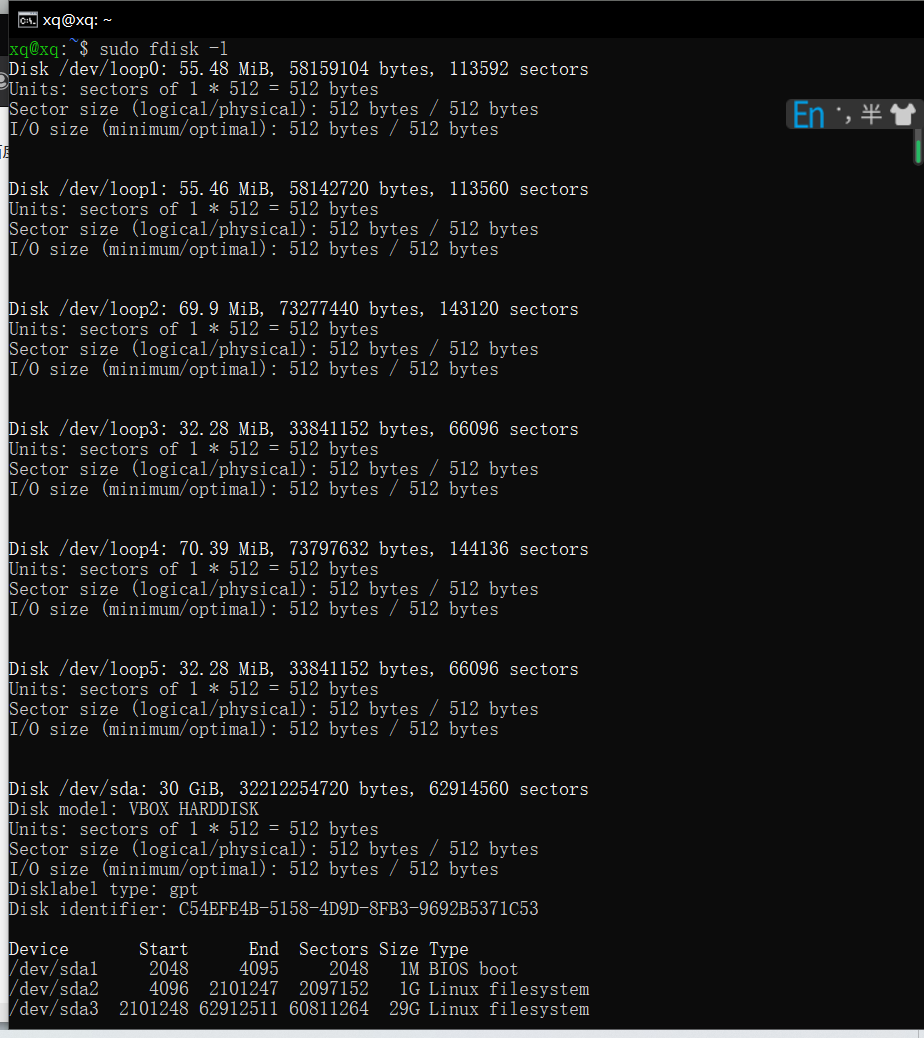 xq@xq: ~
xq@xq:~$ sudo fdisk -l
Disk /dev/loop0: 55.48 MiB, 58159104 bytes, 113592 sectors
Units: sectors of 1 * 512 = 512 bytes
Sector size (logical/physical): 512 bytes / 512 bytes
I/O size (minimum/optimal): 512 bytes / 512 bytes
En ·, 半
Disk /dev/loop1: 55.46 MiB, 58142720 bytes, 113560 sectors
Units: sectors of 1 * 512 = 512 bytes
Sector size (logical/physical): 512 bytes / 512 bytes
I/O size (minimum/optimal): 512 bytes / 512 bytes
Disk /dev/loop2: 69.9 MiB, 73277440 bytes, 143120 sectors
Units: sectors of 1 * 512 = 512 bytes
Sector size (logical/physical): 512 bytes / 512 bytes
I/O size (minimum/optimal): 512 bytes / 512 bytes
Disk /dev/loop3: 32.28 MiB, 33841152 bytes, 66096 sectors
Units: sectors of 1 * 512 = 512 bytes
Sector size (logical/physical): 512 bytes / 512 bytes
I/O size (minimum/optimal): 512 bytes / 512 bytes
Disk /dev/loop4: 70.39 MiB, 73797632 bytes, 144136 sectors
Units: sectors of 1 * 512 = 512 bytes
Sector size (logical/physical): 512 bytes / 512 bytes
I/O size (minimum/optimal): 512 bytes / 512 bytes
Disk /dev/loop5: 32.28 MiB, 33841152 bytes, 66096 sectors
Units: sectors of 1 * 512 = 512 bytes
Sector size (logical/physical): 512 bytes / 512 bytes
I/O size (minimum/optimal): 512 bytes / 512 bytes
Disk /dev/sda: 30 GiB, 32212254720 bytes, 62914560 sectors
Disk model: VBOX HARDDISK
Units: sectors of 1 * 512 = 512 bytes
Sector size (logical/physical): 512 bytes / 512 bytes
I/O size (minimum/optimal): 512 bytes / 512 bytes
Disklabel type: gpt
Disk identifier: C54EFE4B-5158-4D9D-8FB3-9692B5371C53
Device Start End Sectors Size Type
/dev/sda1 2048 4095 2048 1M BIOS boot
/dev/sda2 4096 2101247 2097152 1G Linux filesystem
/dev/sda3 2101248 62912511 60811264 29G Linux filesystem